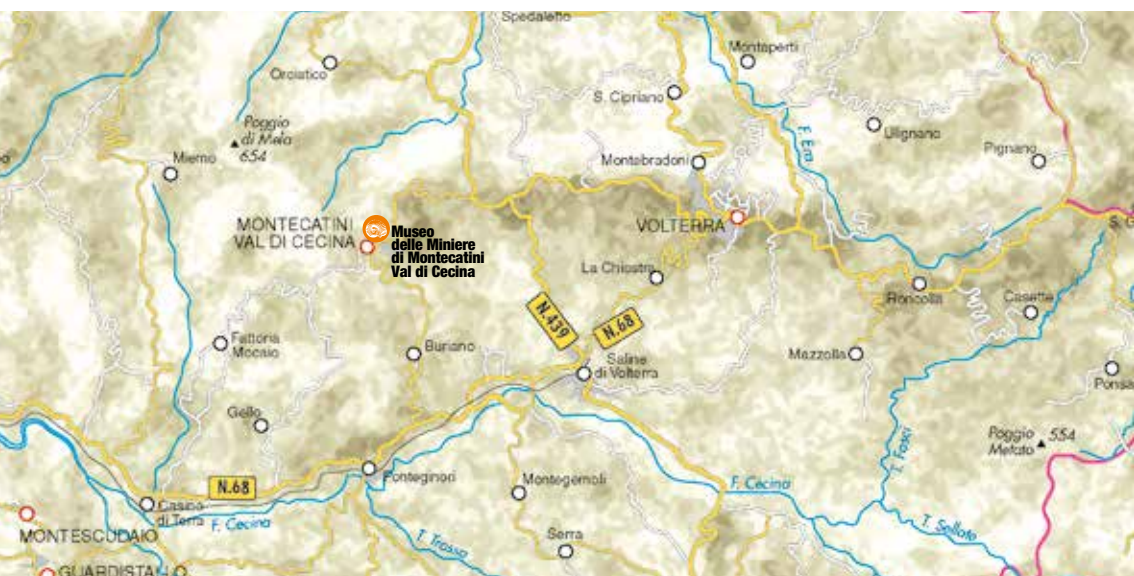 Spedaletto
Montaperti
Orciatico
S. Cipriano
Poggio
di Mela
654
F. Era
Ulignano
Miemo
Montebradoni
Pignano
MONTECATINI
VAL DI CECINA
Museo
delle Miniere
di Montecatini
Val di Cecina
VOLTERRA
La Chiostra
Roncolla
Casette
N.439
N.68
Fattoria
Mocaio
Buriano
Saline
di Volterra
Mazzolla
Gello
Poggio
Metato
554
T. Fosci
N.68
Ponteginori
Montegemoli
F. Cecina
Casino
di Terra
F. Cecina
MONTESCUDAIO
T. Trossa
Serra
T. Sellate
GUARDISTALLO